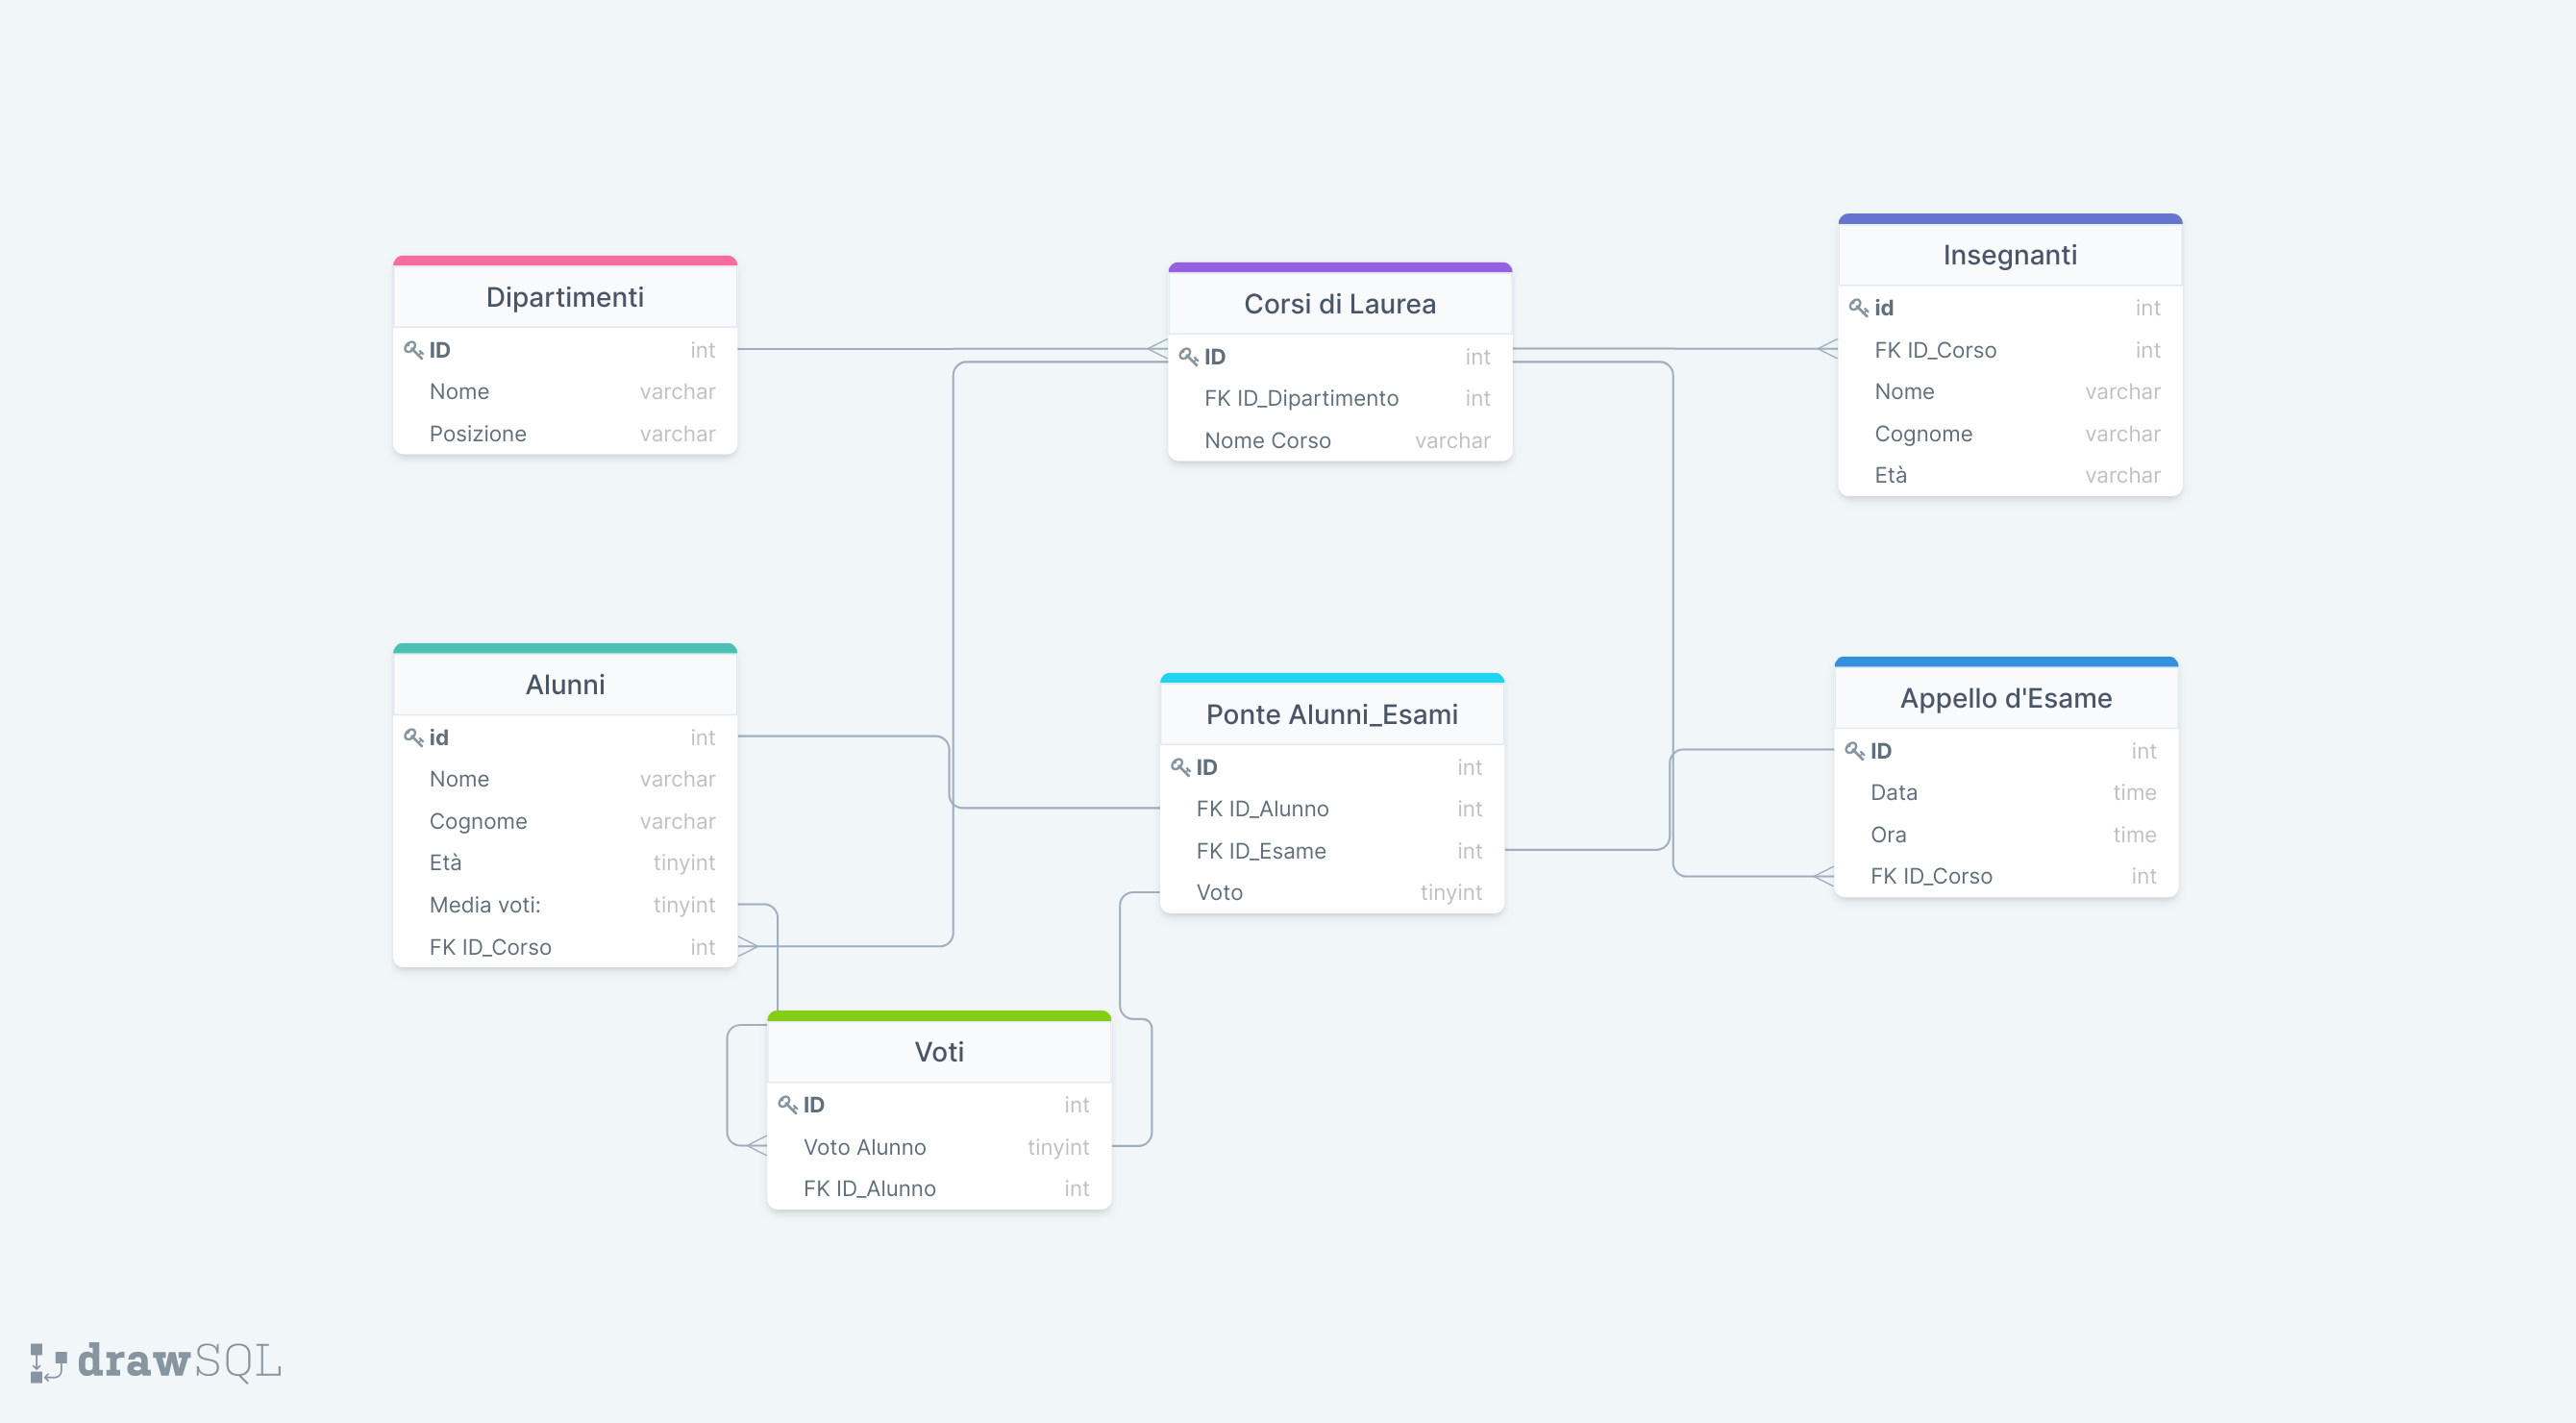 Dipartimenti
ID int
Nome varchar
Posizione varchar
Corsi di Laurea
ID int
FK ID_Dipartimento int
Nome Corso varchar
Insegnanti
id int
FK ID_Corso int
Nome varchar
Cognome varchar
Età varchar
Alunni
id int
Nome varchar
Cognome varchar
Età tinyint
Media voti: tinyint
FK ID_Corso int
Ponte Alunni_Esami
ID int
FK ID_Alunno int
FK ID_Esame int
Voto tinyint
Appello d'Esame
ID int
Data time
Ora time
FK ID_Corso int
Voti
ID int
Voto Alunno tinyint
FK ID_Alunno int
drawSQL